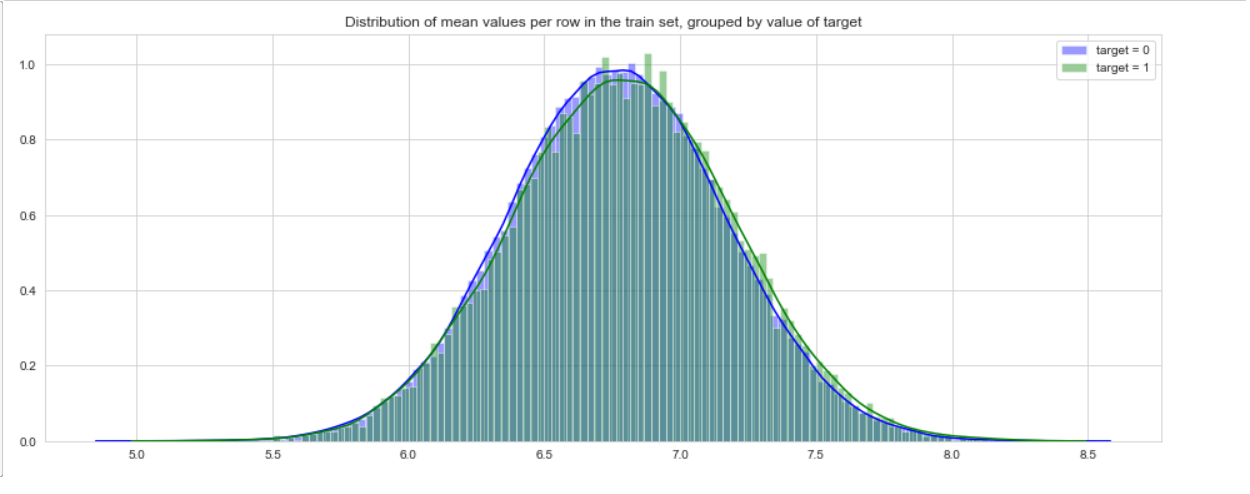 Distribution of mean values per row in the train set, grouped by value of target
target = 0
target = 1
1.0
0.8
0.6
0.4
0.2
0.0
5.0 5.5 6.0 6.5 7.0 7.5 8.0 8.5